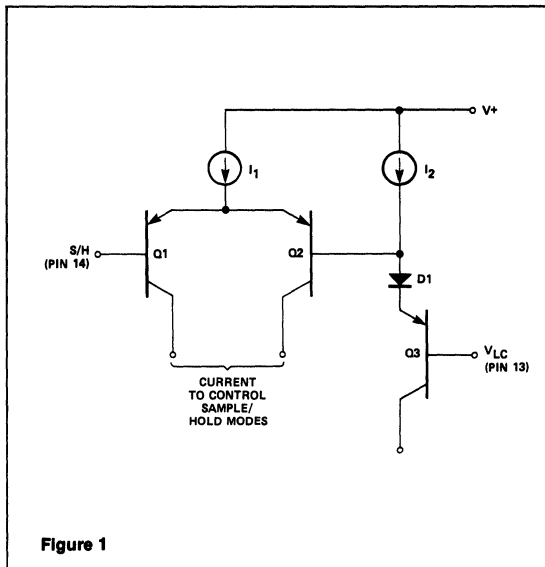 V+
I1
I2
S/H
(PIN 14)
Q1
Q2
D1
Q3
VLC
(PIN 13)
CURRENT
TO CONTROL
SAMPLE/
HOLD MODES
Figure 1